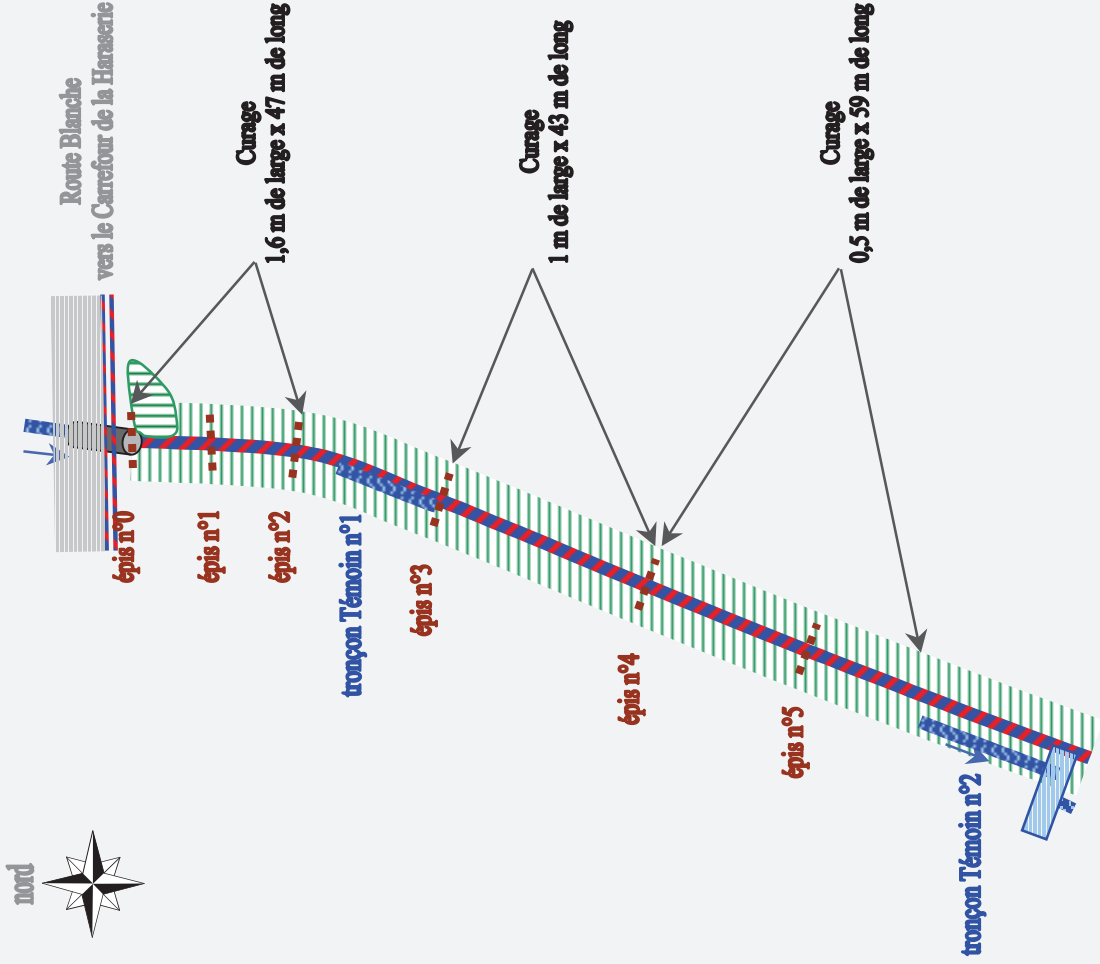 Route Blanche
vers le Carrefour de la Haraserie
Curage
1,6 m de large x 47 m de long
Curage
1 m de large x 43 m de long
Curage
0,5 m de large x 59 m de long
épis n°0
épis n°1
épis n°2
tronçon Témoin n°1
épis n°3
épis n°4
épis n°5
tronçon Témoin n°2
nord